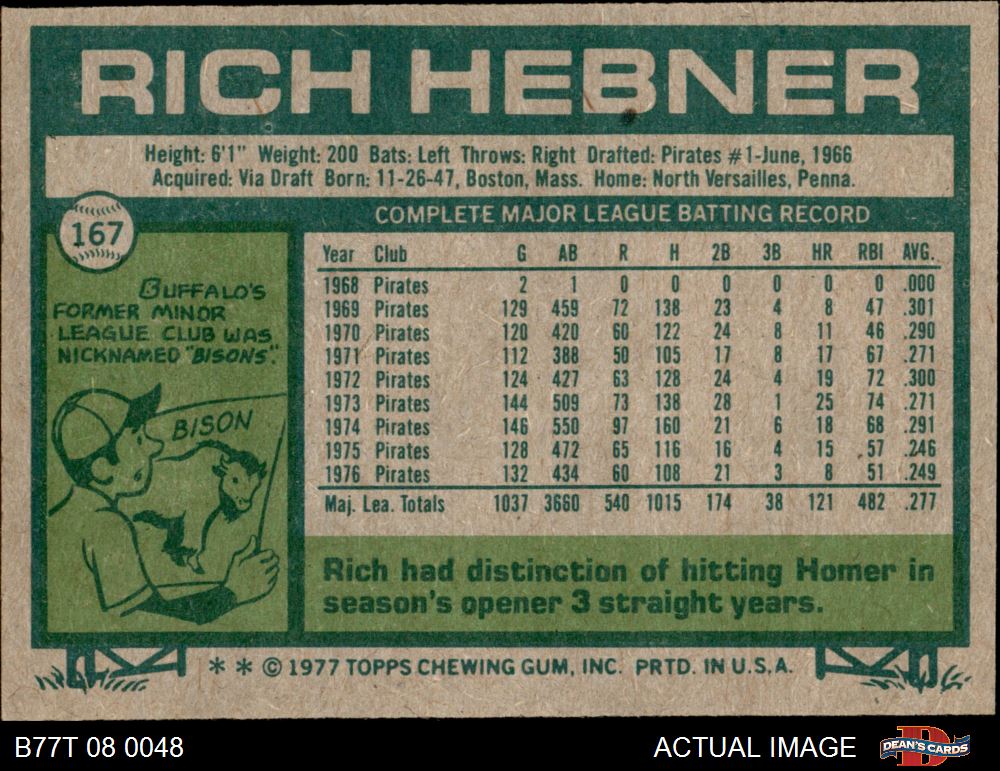 RICH HEBNER
Height: 6'1" Weight: 200 Bats: Left Throws: Right Drafted: Pirates #1-June, 1966
Acquired: Via Draft Born: 11-26-47, Boston, Mass. Home: North Versailles, Penna.
167
BUFFALO'S
FORMER MINOR
LEAGUE CLUB WAS
NICKNAMED "BISONS".
BISON
COMPLETE MAJOR LEAGUE BATTING RECORD
Year Club G AB R H 2B 3B HR RBI AVG.
1968 Pirates 2 1 0 0 0 0 0 0 .000
1969 Pirates 129 459 72 138 23 4 8 47 .301
1970 Pirates 120 420 60 122 24 8 11 46 .290
1971 Pirates 112 388 50 105 17 8 17 67 .271
1972 Pirates 124 427 63 128 24 4 19 72 .300
1973 Pirates 144 509 73 138 28 1 25 74 .271
1974 Pirates 146 550 97 160 21 6 18 68 .291
1975 Pirates 128 472 65 116 16 4 15 57 .246
1976 Pirates 132 434 60 108 21 3 8 51 .249
Maj. Lea. Totals 1037 3660 540 1015 174 38 121 482 .277
Rich had distinction of hitting Homer in
season's opener 3 straight years.
* * © 1977 TOPPS CHEWING GUM, INC. PRTD. IN U.S.A.
B77T 08 0048
ACTUAL IMAGE
DEAN'S CARDS